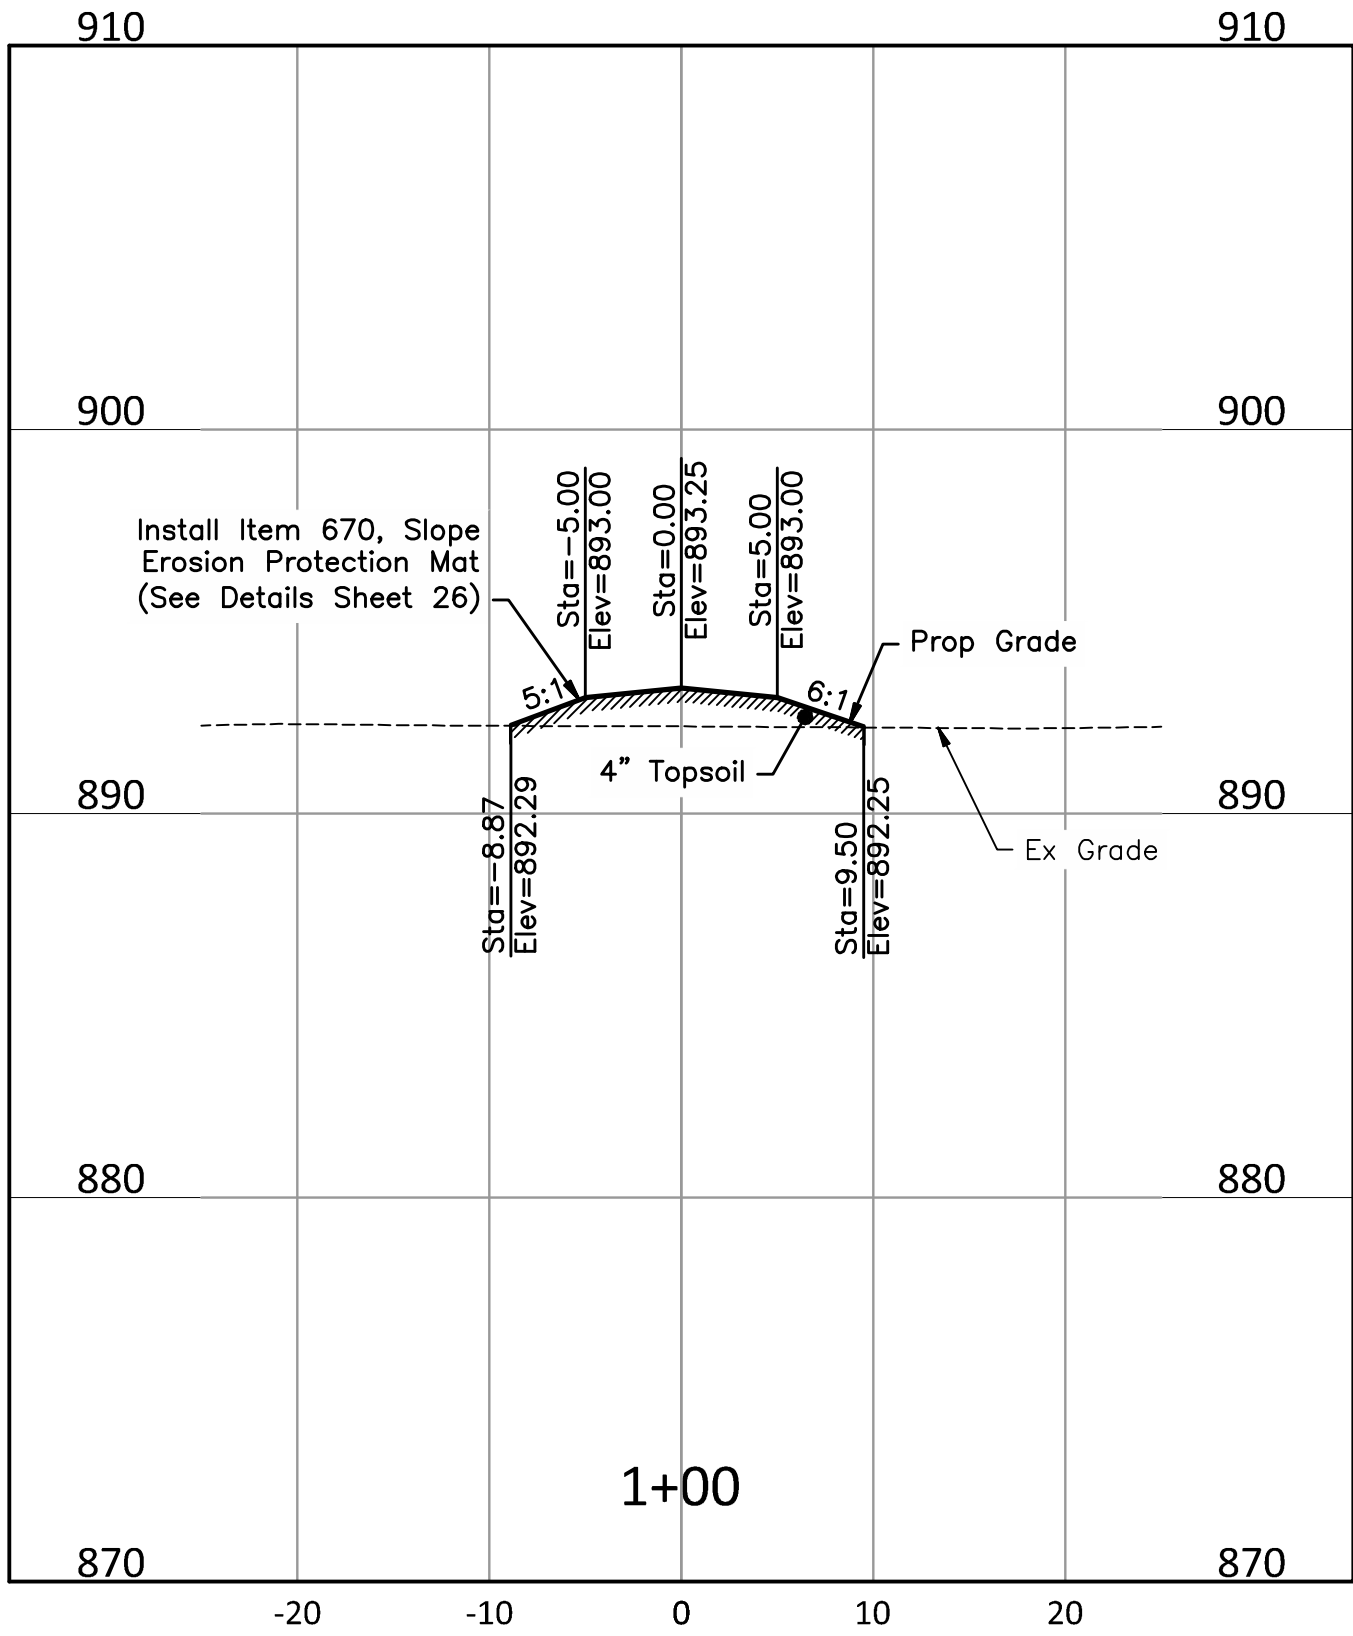 910
910
900
900
Sta=-5.00
Elev=893.00
Sta=0.00
Elev=893.25
Sta=5.00
Elev=893.00
Install Item 670, Slope
Erosion Protection Mat
(See Details Sheet 26)
Prop Grade
5:1
6:1
4" Topsoil
890
890
Sta=-8.87
Elev=892.29
Sta=9.50
Elev=892.25
Ex Grade
880
880
1+00
870
870
-20
-10
0
10
20